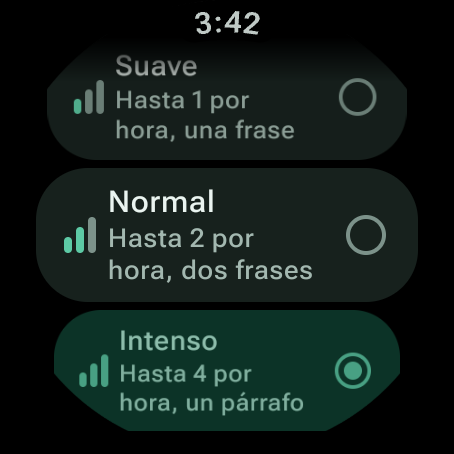 3:42
Suave
Hasta 1 por
hora, una frase
Normal
Hasta 2 por
hora, dos frases
Intenso
Hasta 4 por
hora, un párrafo